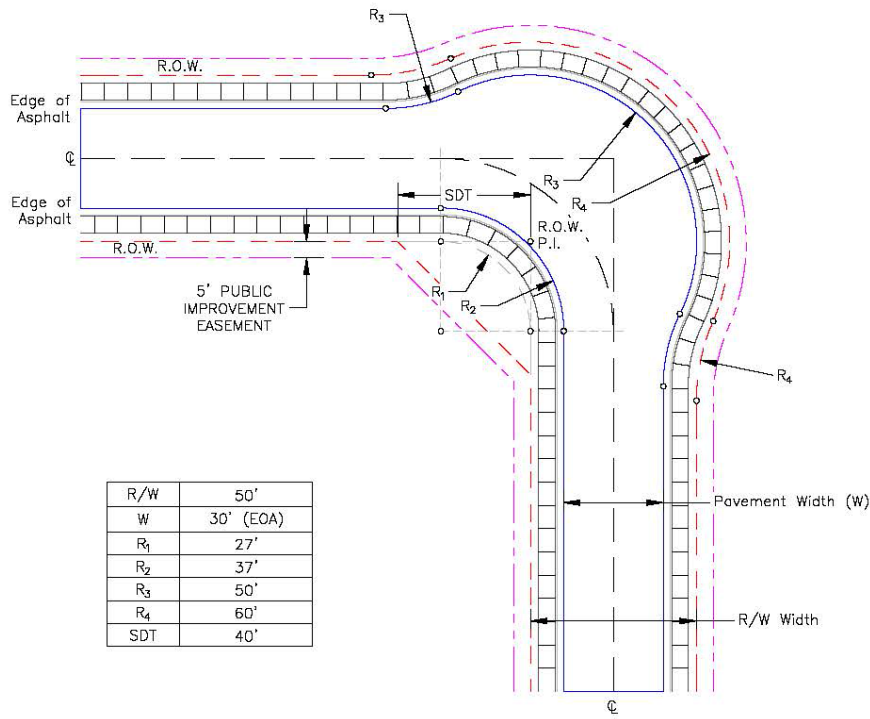 R3
R.O.W.
Edge of
Asphalt
℄
R3
R4
SDT
Edge of
Asphalt
R.O.W.
P.I.
R.O.W.
R1
5' PUBLIC
IMPROVEMENT
EASEMENT
R2
R4
R/W 50'
W 30' (EOA)
R1 27'
R2 37'
R3 50'
R4 60'
SDT 40'
Pavement Width (W)
R/W Width
℄